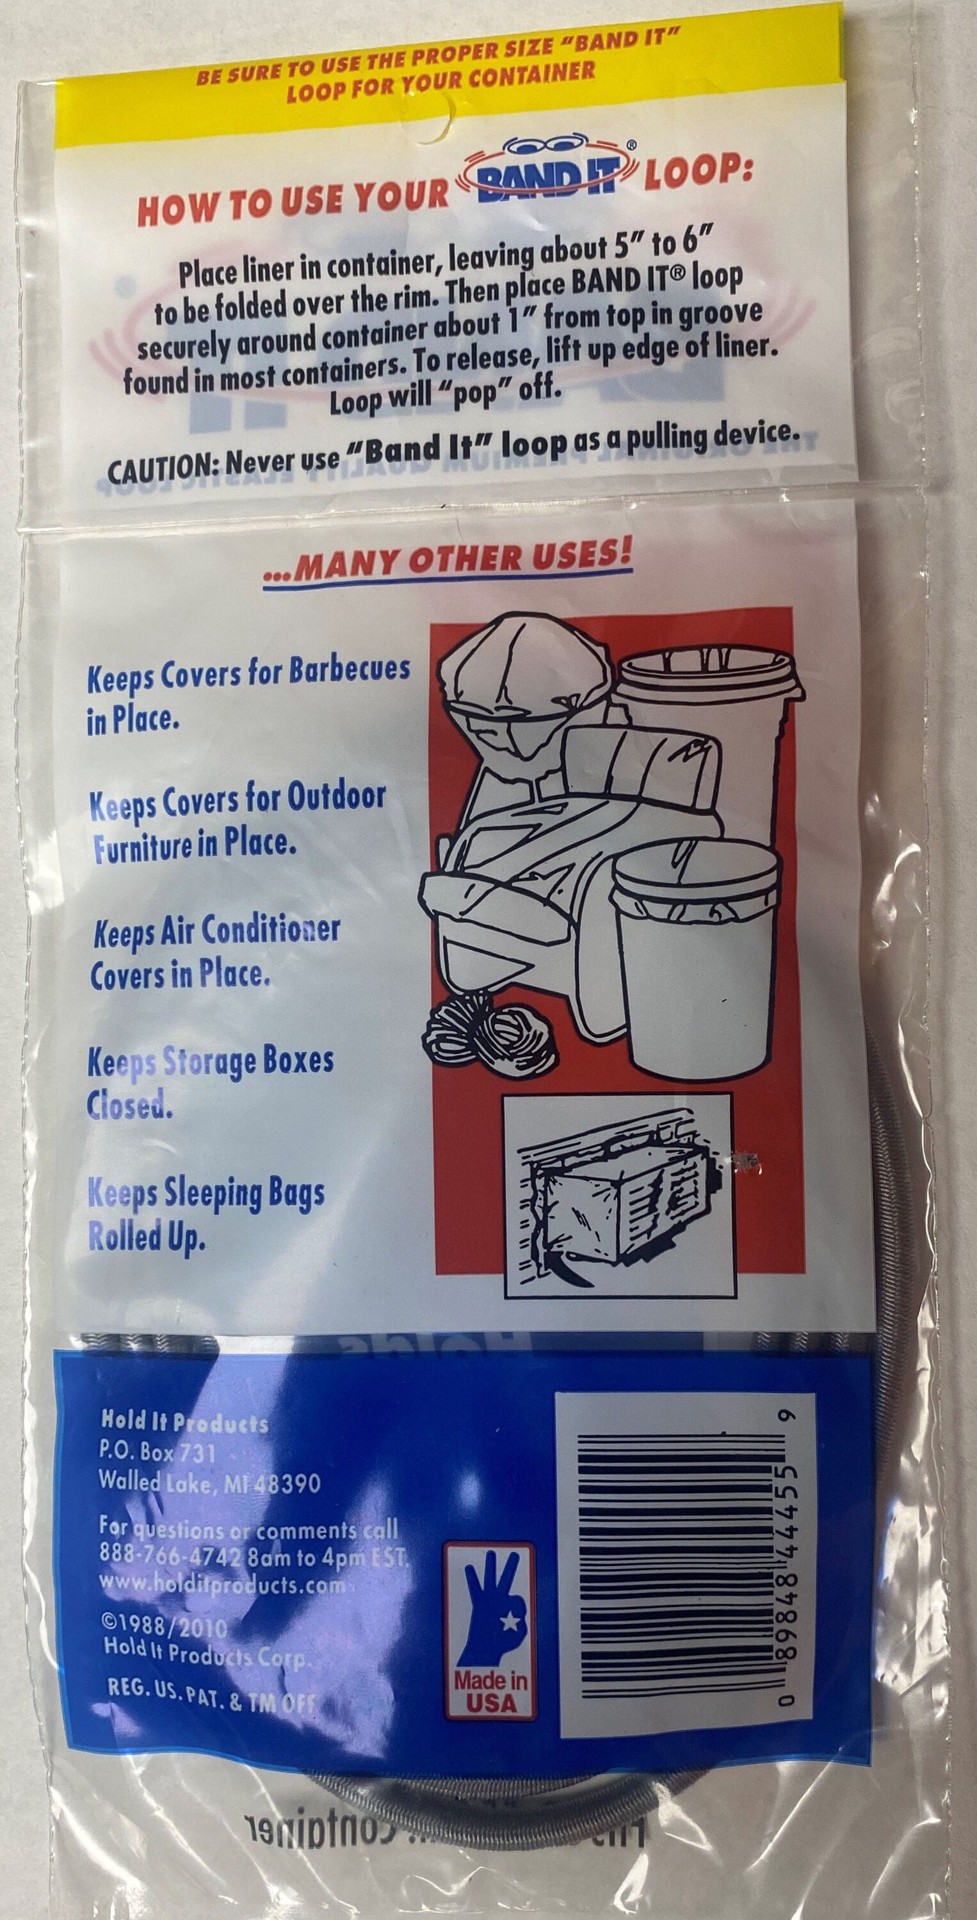 BE SURE TO USE THE PROPER SIZE “BAND IT”
LOOP FOR YOUR CONTAINER
HOW TO USE YOUR BAND IT® LOOP:
Place liner in container, leaving about 5” to 6”
to be folded over the rim. Then place BAND IT® loop
securely around container about 1” from top in groove
found in most containers. To release, lift up edge of liner.
Loop will “pop” off.
CAUTION: Never use “Band It” loop as a pulling device.
...MANY OTHER USES!
Keeps Covers for Barbecues
in Place.
Keeps Covers for Outdoor
Furniture in Place.
Keeps Air Conditioner
Covers in Place.
Keeps Storage Boxes
Closed.
Keeps Sleeping Bags
Rolled Up.
Holds
Hold It Products
P.O. Box 731
Walled Lake, MI 48390
For questions or comments call
888-766-4742 8am to 4pm EST.
www.holditproducts.com
©1988/2010
Hold It Products Corp.
REG. US. PAT. & TM OFF
Made in
USA
0 89848 44455 9
Container